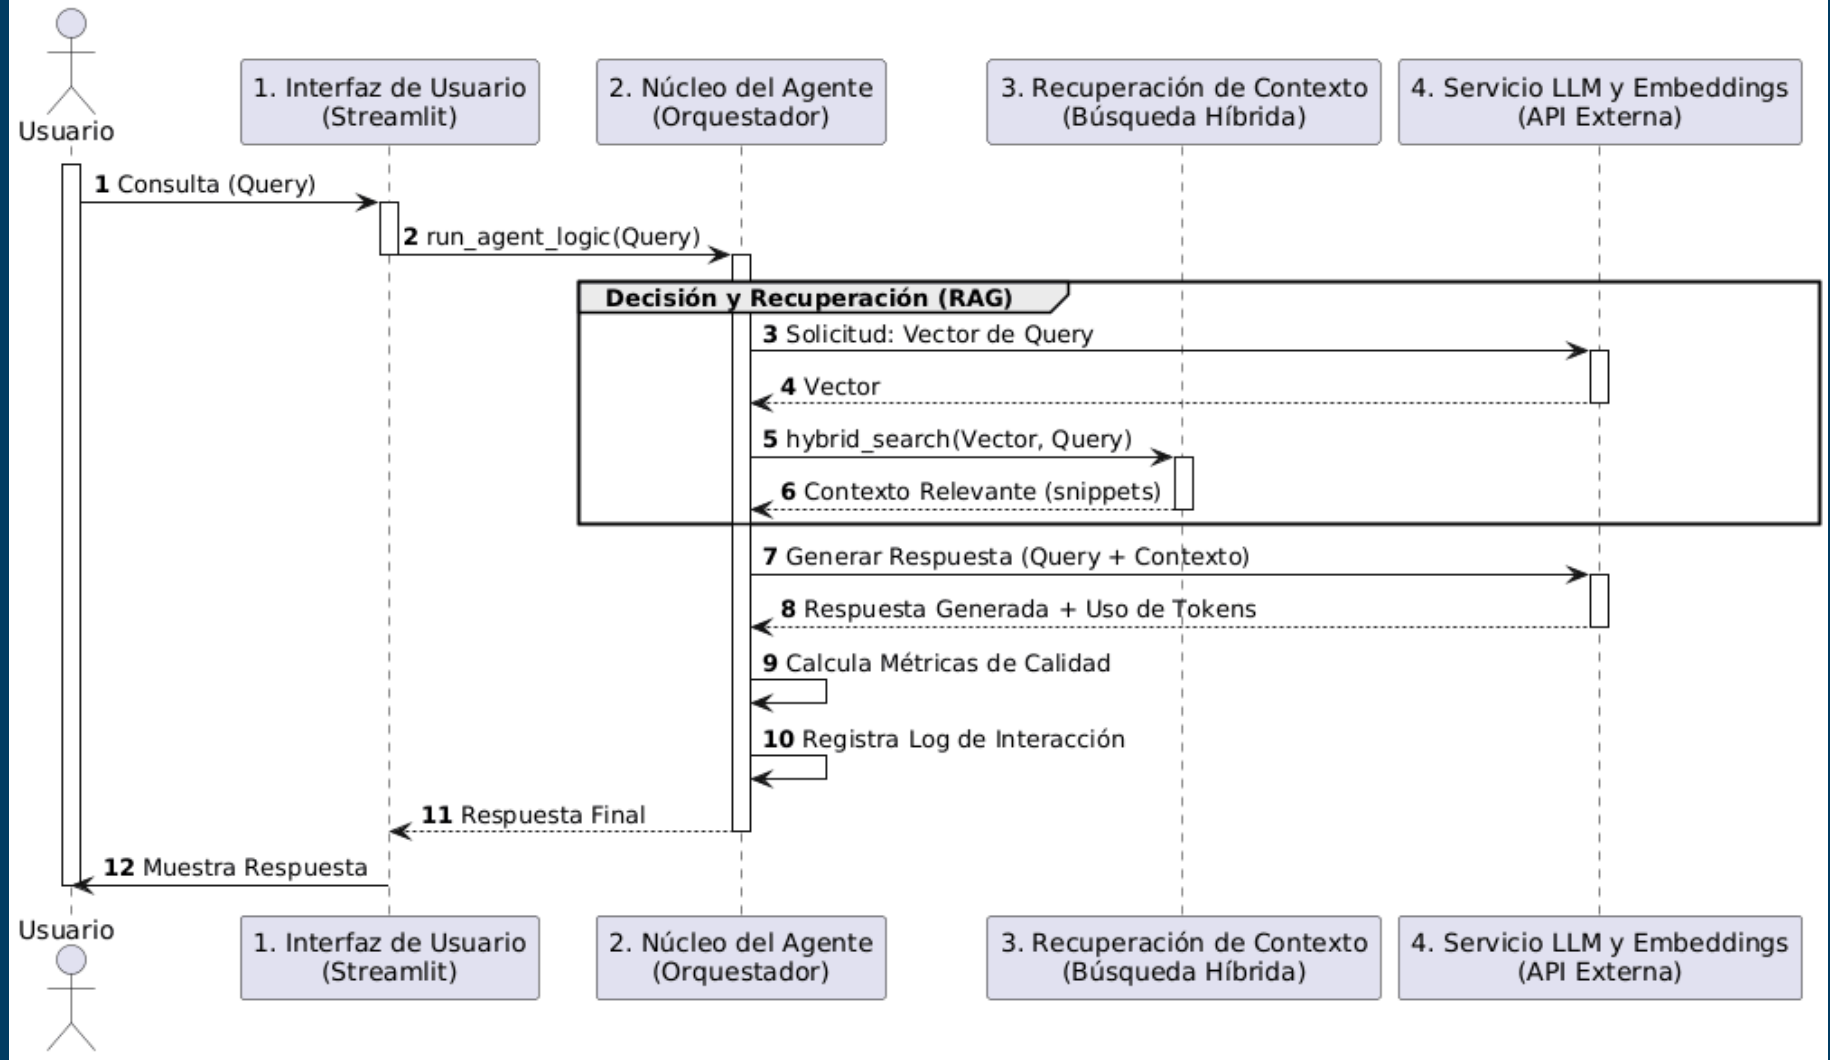 Usuario
1. Interfaz de Usuario
(Streamlit)
2. Núcleo del Agente
(Orquestador)
3. Recuperación de Contexto
(Búsqueda Híbrida)
4. Servicio LLM y Embeddings
(API Externa)
1 Consulta (Query)
2 run_agent_logic(Query)
Decisión y Recuperación (RAG)
3 Solicitud: Vector de Query
4 Vector
5 hybrid_search(Vector, Query)
6 Contexto Relevante (snippets)
7 Generar Respuesta (Query + Contexto)
8 Respuesta Generada + Uso de Tokens
9 Calcula Métricas de Calidad
10 Registra Log de Interacción
11 Respuesta Final
12 Muestra Respuesta
Usuario
1. Interfaz de Usuario
(Streamlit)
2. Núcleo del Agente
(Orquestador)
3. Recuperación de Contexto
(Búsqueda Híbrida)
4. Servicio LLM y Embeddings
(API Externa)